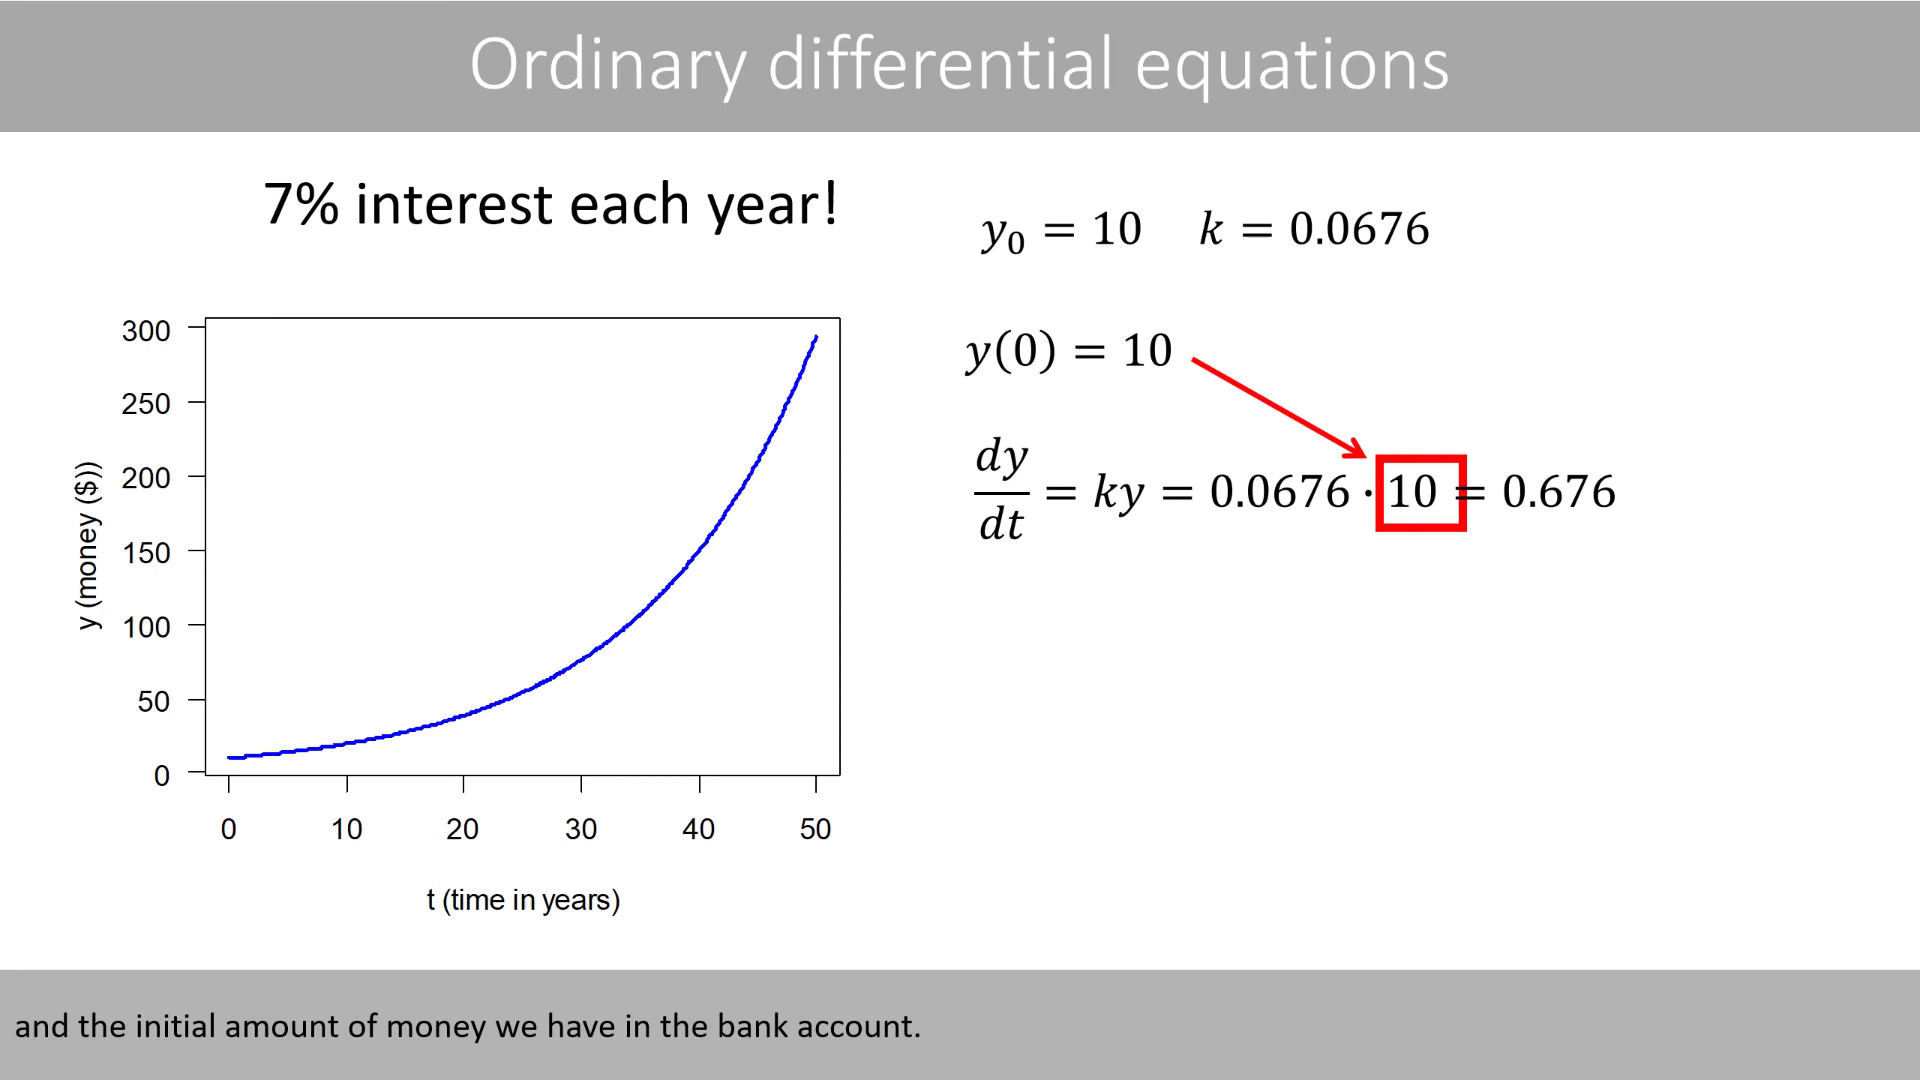 Ordinary differential equations
7% interest each year!
y₀ = 10 k = 0.0676
y(0) = 10
dy/dt = ky = 0.0676 · 10 = 0.676
y (money ($))
300
250
200
150
100
50
0
0 10 20 30 40 50
t (time in years)
and the initial amount of money we have in the bank account.